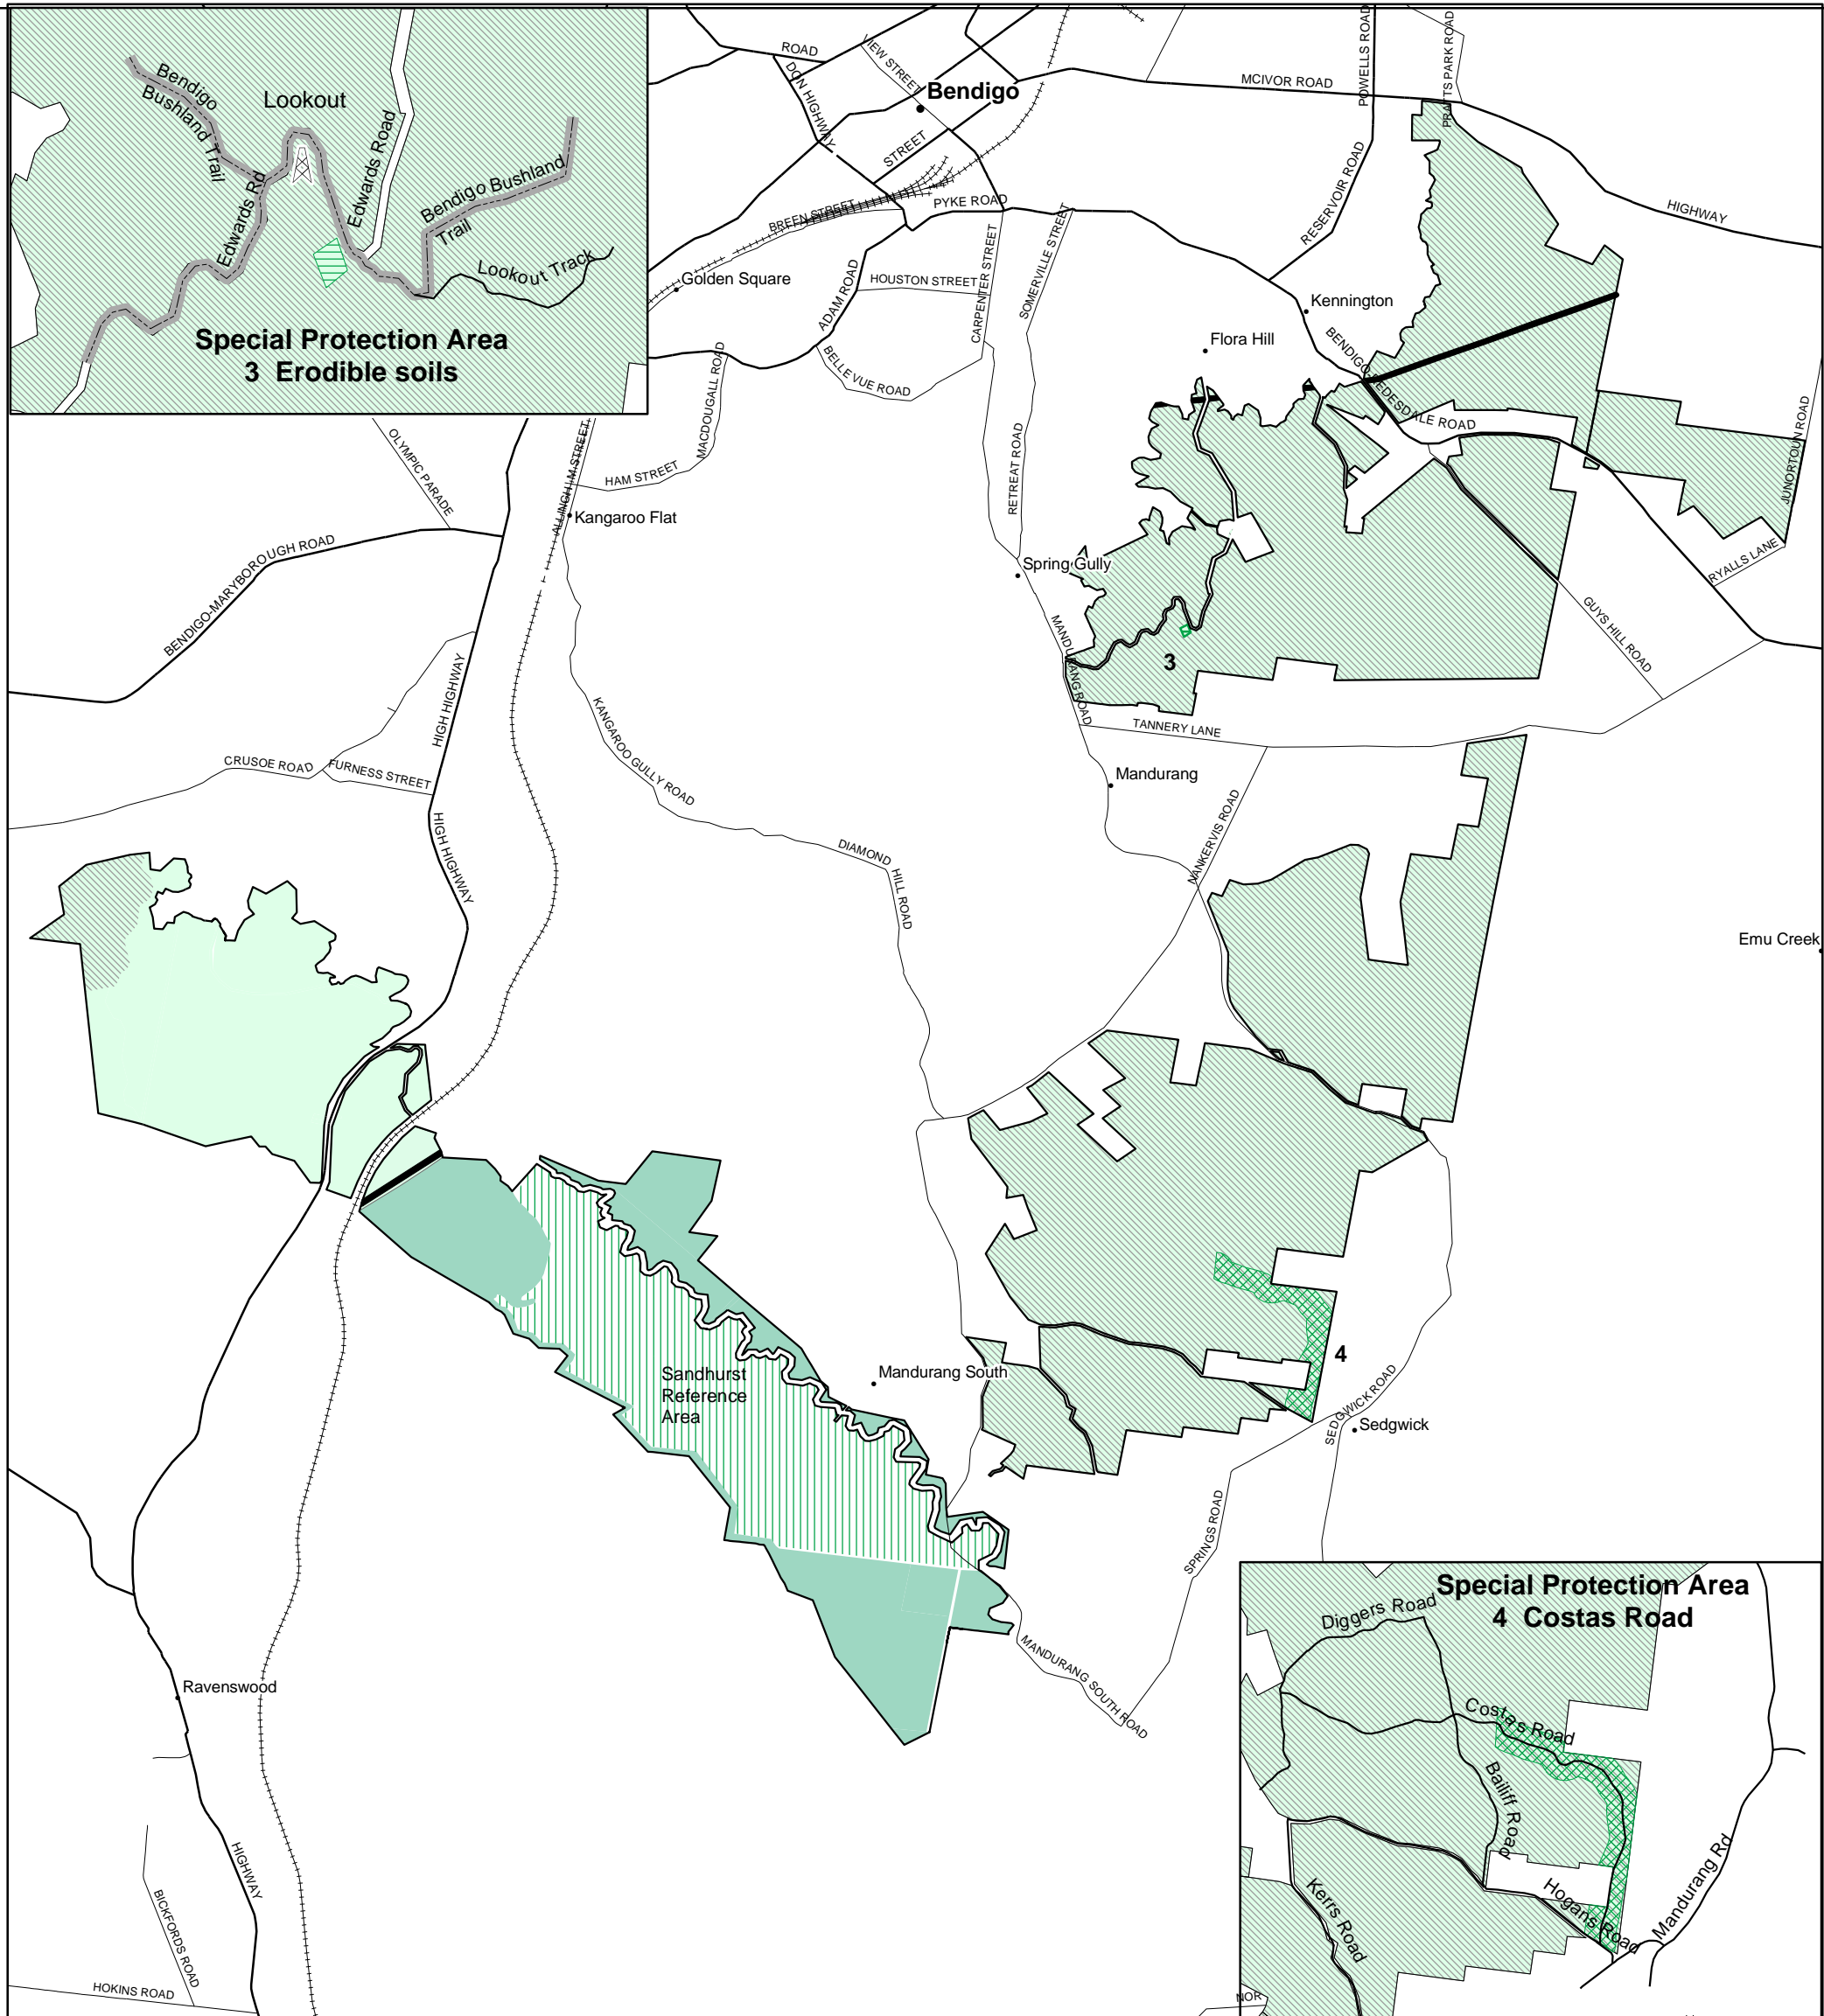 Bendigo
Bushland Trail
Lookout
Edwards Road
Edwards Rd
Bendigo Bushland
Trail
Lookout Track
Special Protection Area
3 Erodible soils
ROAD
VIEW STREET
DON HIGHWAY
Bendigo
STREET
MCIVOR ROAD
POWELLS ROAD
PRATTS PARK ROAD
HIGHWAY
BREEN STREET
PYKE ROAD
RESERVOIR ROAD
Golden Square
ADAM ROAD
HOUSTON STREET
CARPENTER STREET
SOMERVILLE STREET
Kennington
Flora Hill
BELLEVUE ROAD
BENDIGO-REDESDALE ROAD
MACDOUGALL ROAD
HAM STREET
OLYMPIC PARADE
Kangaroo Flat
RETREAT ROAD
JUNORTOUN ROAD
RYALLS LANE
BENDIGO-MARYBOROUGH ROAD
Spring Gully
GUYS HILL ROAD
MANDURANG ROAD
3
HIGH HIGHWAY
KANGAROO GULLY ROAD
TANNERY LANE
CRUSOE ROAD
FURNESS STREET
Mandurang
HIGH HIGHWAY
DIAMOND
HILL ROAD
NANKERVIS ROAD
Emu Creek
4
Sandhurst
Reference
Area
Mandurang South
SEDGWICK ROAD
Sedgwick
SPRINGS ROAD
MANDURANG SOUTH ROAD
Ravenswood
HIGHWAY
BICKFORDS ROAD
HOKINS ROAD
Special Protection Area
4 Costas Road
Diggers Road
Costas Road
Bailiff Road
Hogans Road
Kerrs Road
Mandurang Rd
NOR